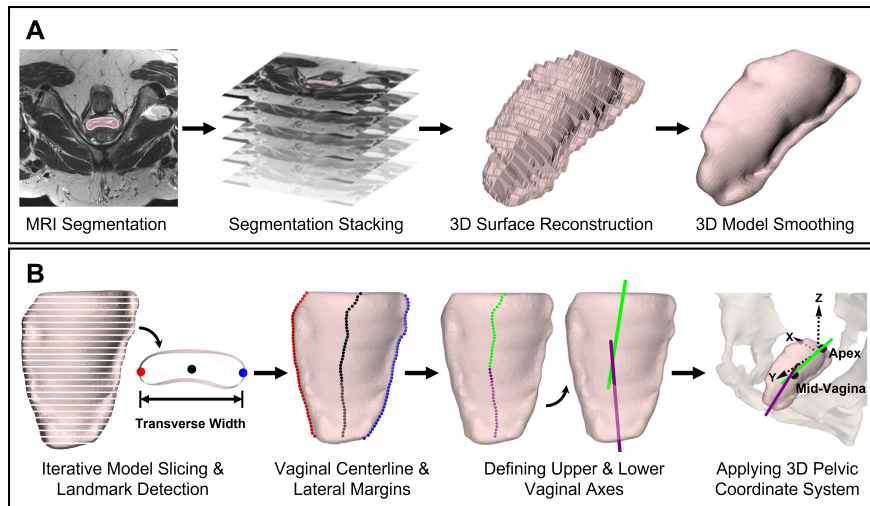 A
MRI Segmentation
Segmentation Stacking
3D Surface Reconstruction
3D Model Smoothing
B
Transverse Width
Z
X
Apex
Y
Mid-Vagina
Iterative Model Slicing &
Landmark Detection
Vaginal Centerline &
Lateral Margins
Defining Upper & Lower
Vaginal Axes
Applying 3D Pelvic
Coordinate System